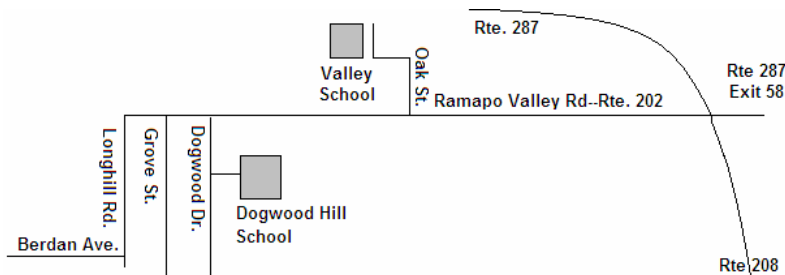 Rte. 287
Valley
School
Oak St.
Rte 287
Exit 58
Ramapo Valley Rd--Rte. 202
Longhill Rd.
Grove St.
Dogwood Dr.
Dogwood Hill
School
Berdan Ave.
Rte 208